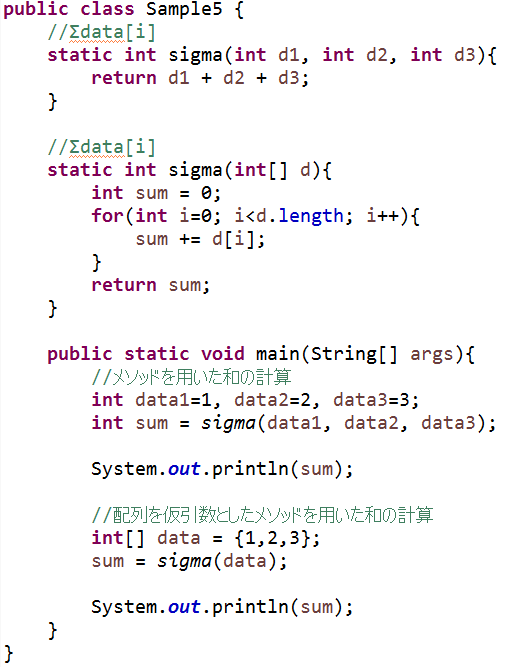 public class Sample5 {
    //Σdata[i]
    static int sigma(int d1, int d2, int d3){
        return d1 + d2 + d3;
    }

    //Σdata[i]
    static int sigma(int[] d){
        int sum = 0;
        for(int i=0; i<d.length; i++){
            sum += d[i];
        }
        return sum;
    }

    public static void main(String[] args){
        //メソッドを用いた和の計算
        int data1=1, data2=2, data3=3;
        int sum = sigma(data1, data2, data3);

        System.out.println(sum);

        //配列を仮引数としたメソッドを用いた和の計算
        int[] data = {1,2,3};
        sum = sigma(data);

        System.out.println(sum);
    }
}